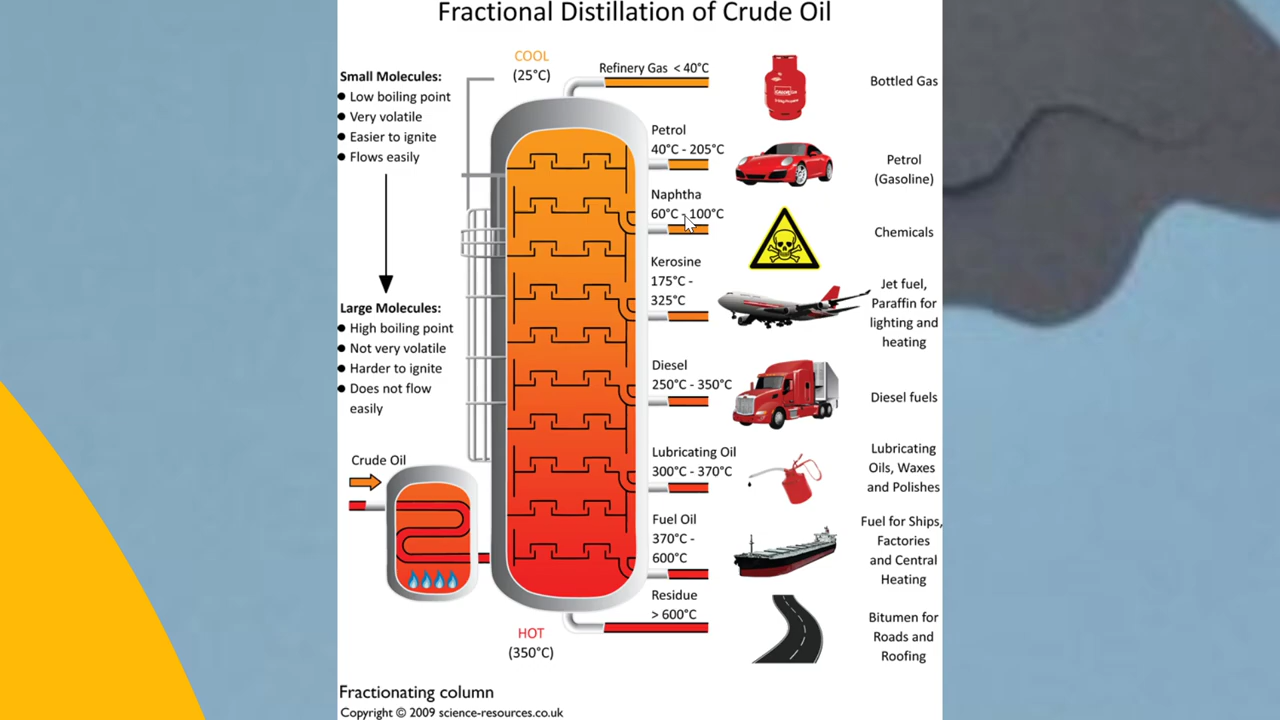 Fractional Distillation of Crude Oil
COOL
(25°C)
Refinery Gas < 40°C
Bottled Gas
Small Molecules:
● Low boiling point
● Very volatile
● Easier to ignite
● Flows easily
Petrol
40°C - 205°C
Petrol
(Gasoline)
Naphtha
60°C - 100°C
Chemicals
Kerosine
175°C -
325°C
Jet fuel,
Paraffin for
lighting and
heating
Large Molecules:
● High boiling point
● Not very volatile
● Harder to ignite
● Does not flow
easily
Diesel
250°C - 350°C
Diesel fuels
Crude Oil
Lubricating Oil
300°C - 370°C
Lubricating
Oils, Waxes
and Polishes
Fuel Oil
370°C -
600°C
Fuel for Ships,
Factories
and Central
Heating
Residue
> 600°C
Bitumen for
Roads and
Roofing
HOT
(350°C)
Fractionating column
Copyright © 2009 science-resources.co.uk